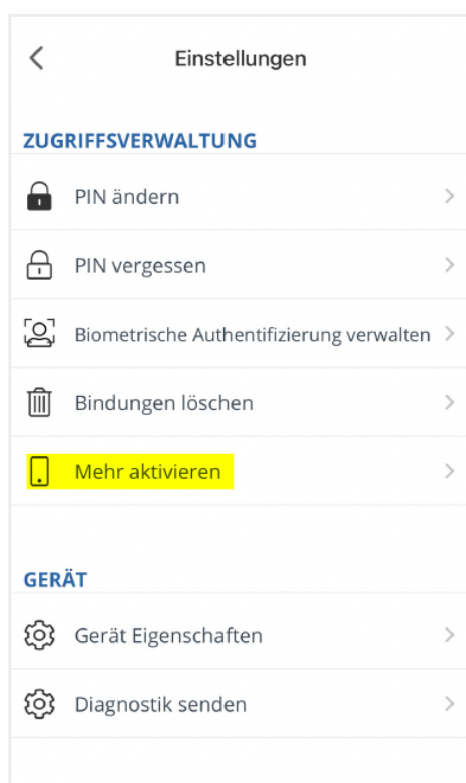 Einstellungen
ZUGRIFFSVERWALTUNG
PIN ändern
PIN vergessen
Biometrische Authentifizierung verwalten
Bindungen löschen
Mehr aktivieren
GERÄT
Gerät Eigenschaften
Diagnostik senden